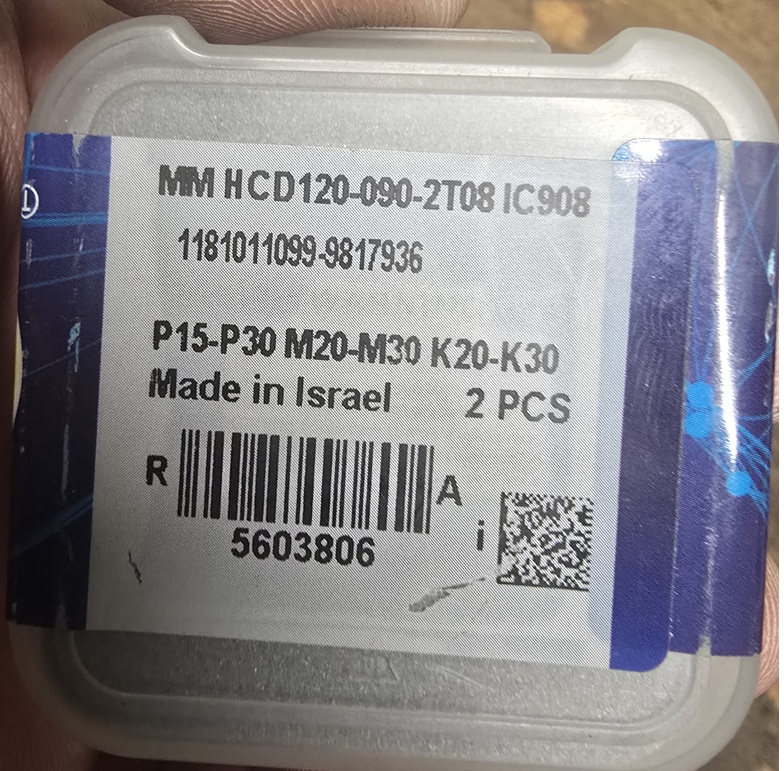 MM HCD120-090-2T08 IC908
1181011099-9817936
P15-P30 M20-M30 K20-K30
Made in Israel 2 PCS
R A
5603806 i